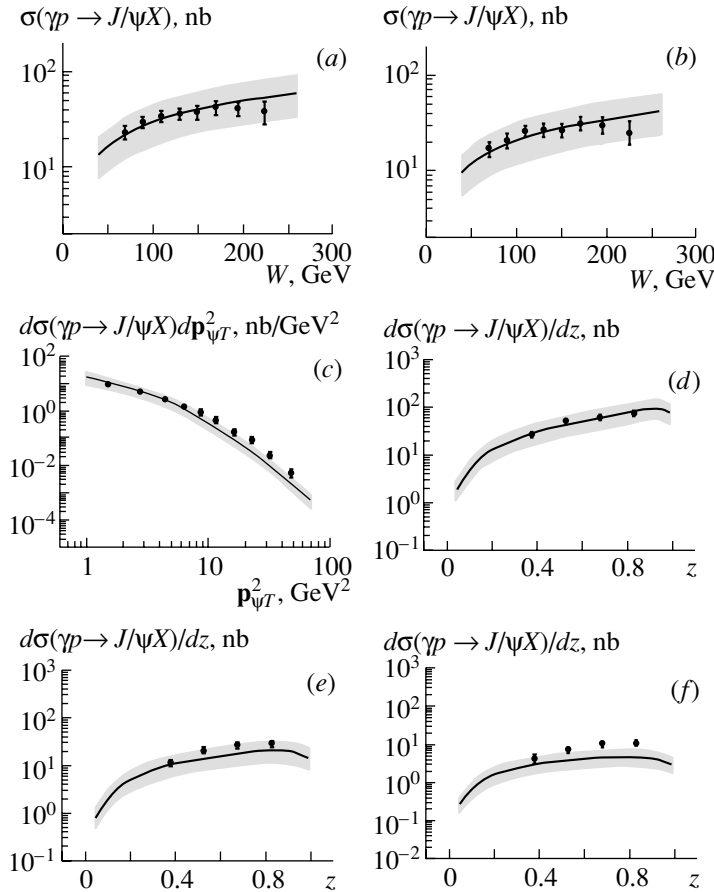 σ(γp → J/ψX), nb
(a)
10²
10¹
0 100 200 300
W, GeV
σ(γp → J/ψX), nb
(b)
10²
10¹
0 100 200 300
W, GeV
dσ(γp → J/ψX)dp²ψT, nb/GeV²
(c)
10²
10⁰
10⁻²
10⁻⁴
1 10 100
p²ψT, GeV²
dσ(γp → J/ψX)/dz, nb
(d)
10³
10²
10¹
10⁰
10⁻¹
0 0.4 0.8 z
dσ(γp → J/ψX)/dz, nb
(e)
10³
10²
10¹
10⁰
10⁻¹
0 0.4 0.8 z
dσ(γp → J/ψX)/dz, nb
(f)
10³
10²
10¹
10⁰
10⁻¹
10⁻²
0 0.4 0.8 z